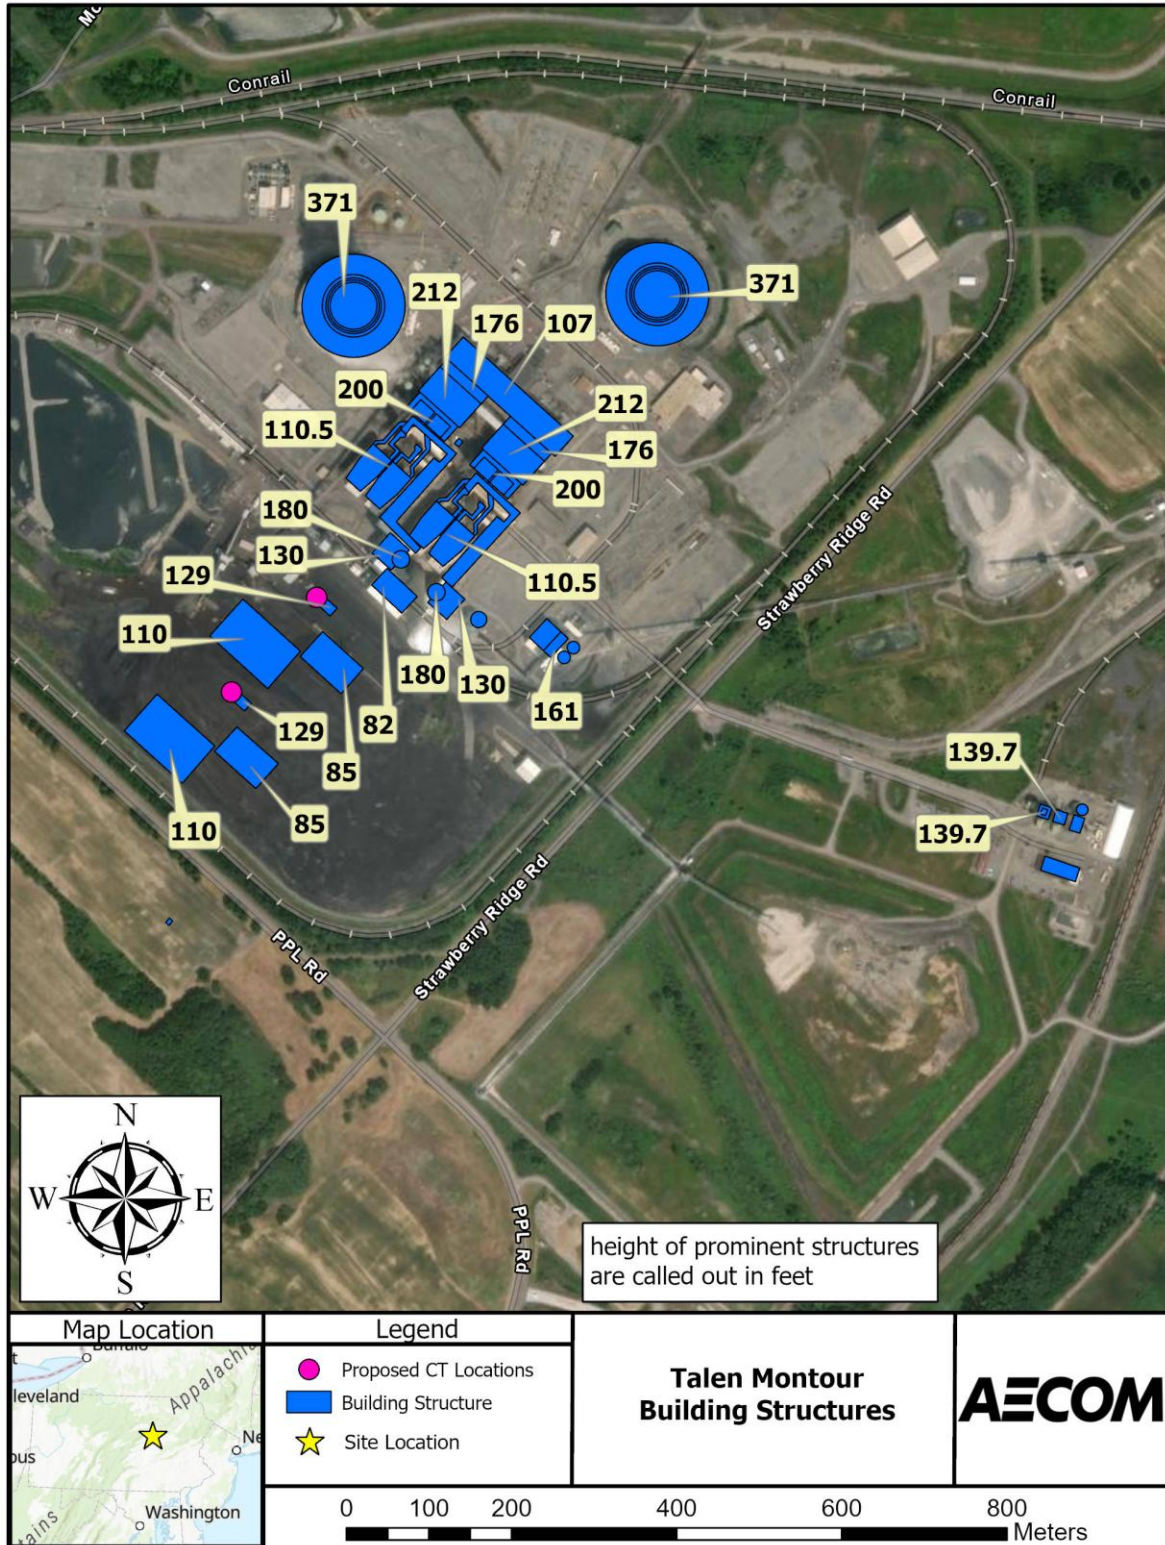 Conrail
Conrail
371
212
371
176
107
200
212
110.5
176
200
180
130
129
110.5
110
180
130
161
129
82
85
139.7
110
85
139.7
Strawberry Ridge Rd
Strawberry Ridge Rd
PPL Rd
PPL Rd
N
W
E
S
height of prominent structures
are called out in feet
Map Location
Appalachia
leveland
Washington
Legend
Proposed CT Locations
Building Structure
Site Location
Talen Montour
Building Structures
AECOM
0 100 200 400 600 800
Meters